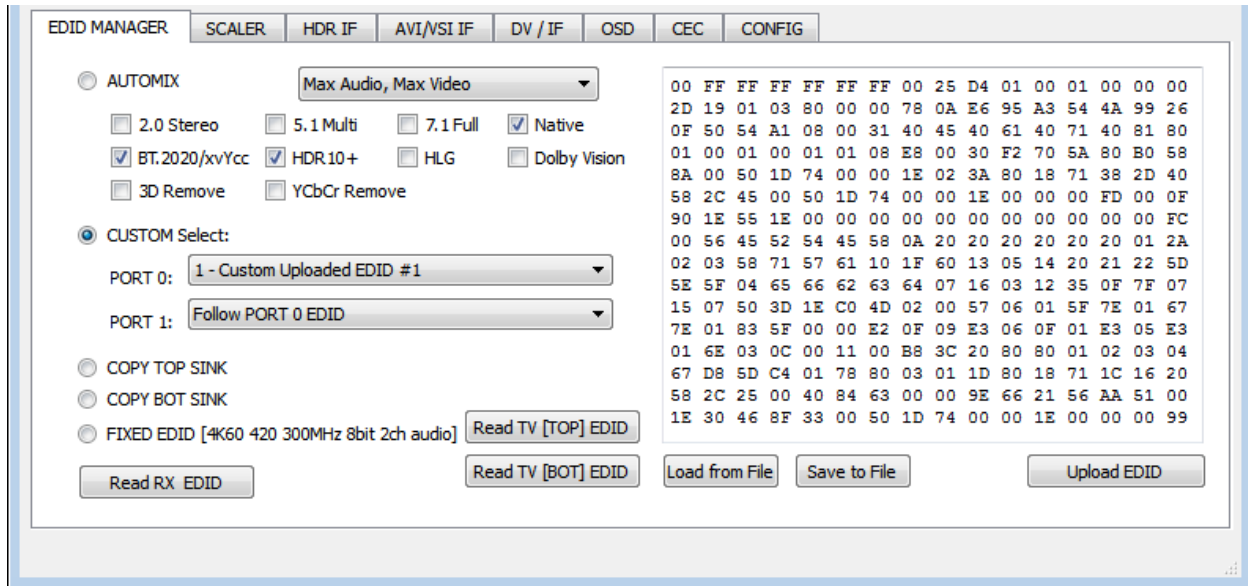 EDID MANAGER SCALER HDR IF AVI/VSI IF DV / IF OSD CEC CONFIG
AUTOMIX Max Audio, Max Video
2.0 Stereo 5.1 Multi 7.1 Full Native
BT.2020/xvYcc HDR10+ HLG Dolby Vision
3D Remove YCbCr Remove
CUSTOM Select:
PORT 0: 1 - Custom Uploaded EDID #1
PORT 1: Follow PORT 0 EDID
COPY TOP SINK
COPY BOT SINK
FIXED EDID [4K60 420 300MHz 8bit 2ch audio] Read TV [TOP] EDID
Read RX EDID Read TV [BOT] EDID
00 FF FF FF FF FF FF 00 25 D4 01 00 01 00 00 00
2D 19 01 03 80 00 00 78 0A E6 95 A3 54 4A 99 26
0F 50 54 A1 08 00 31 40 45 40 61 40 71 40 81 80
01 00 01 00 01 01 08 E8 00 30 F2 70 5A 80 B0 58
8A 00 50 1D 74 00 00 1E 02 3A 80 18 71 38 2D 40
58 2C 45 00 50 1D 74 00 00 1E 00 00 00 FD 00 0F
90 1E 55 1E 00 00 00 00 00 00 00 00 00 00 00 FC
00 56 45 52 54 45 58 0A 20 20 20 20 20 20 01 2A
02 03 58 71 57 61 10 1F 60 13 05 14 20 21 22 5D
5E 5F 04 65 66 62 63 64 07 16 03 12 35 0F 7F 07
15 07 50 3D 1E C0 4D 02 00 57 06 01 5F 7E 01 67
7E 01 83 5F 00 00 E2 0F 09 E3 06 0F 01 E3 05 E3
01 6E 03 0C 00 11 00 B8 3C 20 80 80 01 02 03 04
67 D8 5D C4 01 78 80 03 01 1D 80 18 71 1C 16 20
58 2C 25 00 40 84 63 00 00 9E 66 21 56 AA 51 00
1E 30 46 8F 33 00 50 1D 74 00 00 1E 00 00 00 99
Load from File Save to File Upload EDID